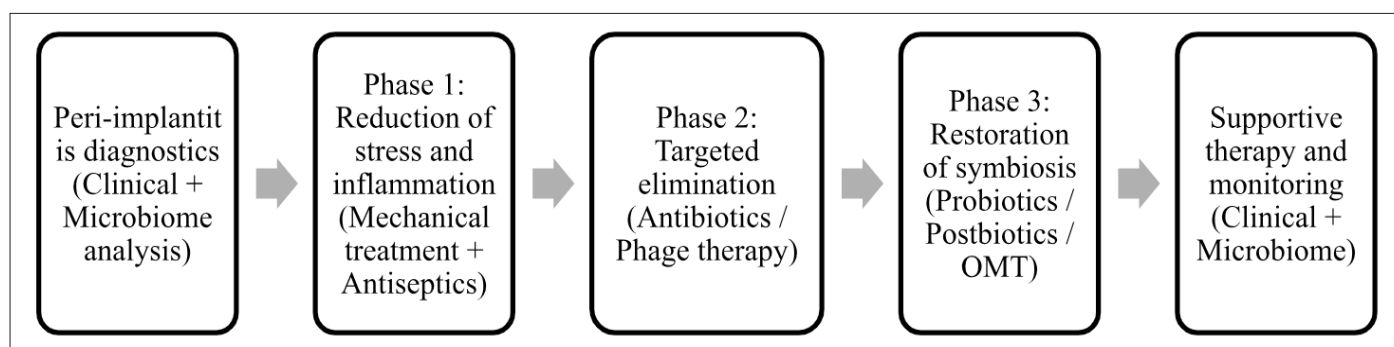 Peri-implantit
is diagnostics
(Clinical +
Microbiome
analysis)
Phase 1:
Reduction of
stress and
inflammation
(Mechanical
treatment +
Antiseptics)
Phase 2:
Targeted
elimination
(Antibiotics /
Phage therapy)
Phase 3:
Restoration
of symbiosis
(Probiotics /
Postbiotics /
OMT)
Supportive
therapy and
monitoring
(Clinical +
Microbiome)